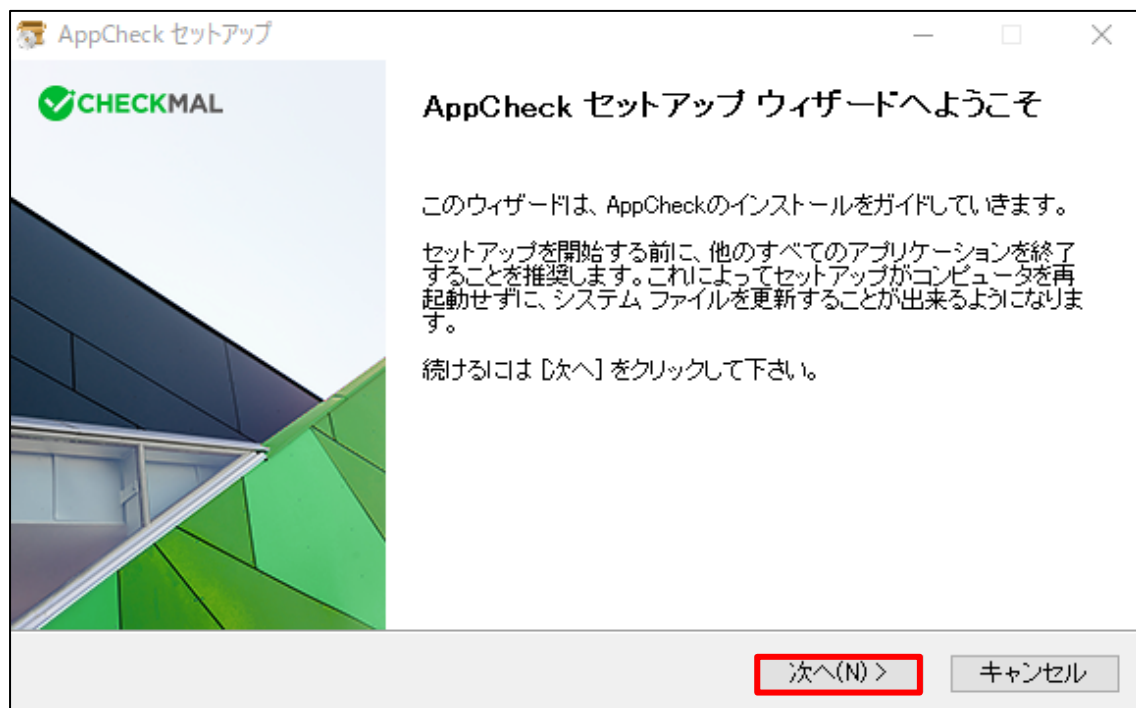 AppCheck セットアップ
CHECKMAL
AppCheck セットアップ ウィザードへようこそ
このウィザードは、AppCheckのインストールをガイドしていきます。
セットアップを開始する前に、他のすべてのアプリケーションを終了
することを推奨します。これによってセットアップがコンピュータを再
起動せずに、システム ファイルを更新することが出来るようになりま
す。
続けるには [次へ] をクリックして下さい。
次へ(N) >
キャンセル